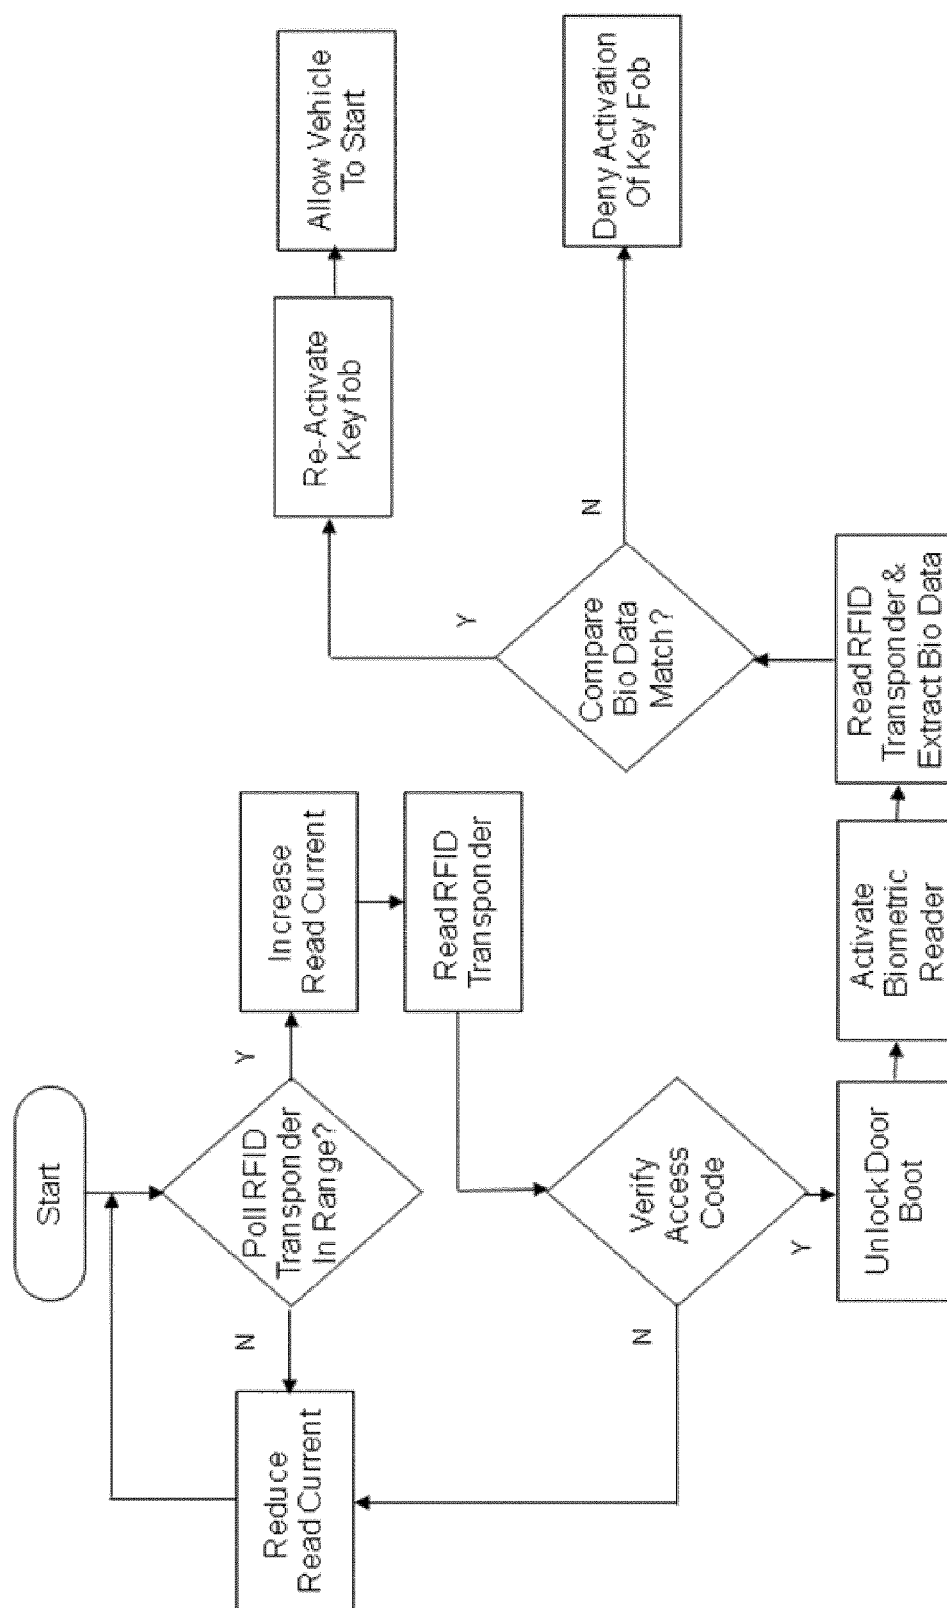 Start
Poll RFID
Transponder
In Range?
N
Y
Reduce
Read Current
Increase
Read Current
Read RFID
Transponder
Verify
Access
Code
N
Y
Unlock Door
Boot
Activate
Biometric
Reader
Read RFID
Transponder &
Extract Bio Data
Compare
Bio Data
Match?
Y
N
Re-Activate
Key fob
Allow Vehicle
To Start
Deny Activation
Of Key Fob